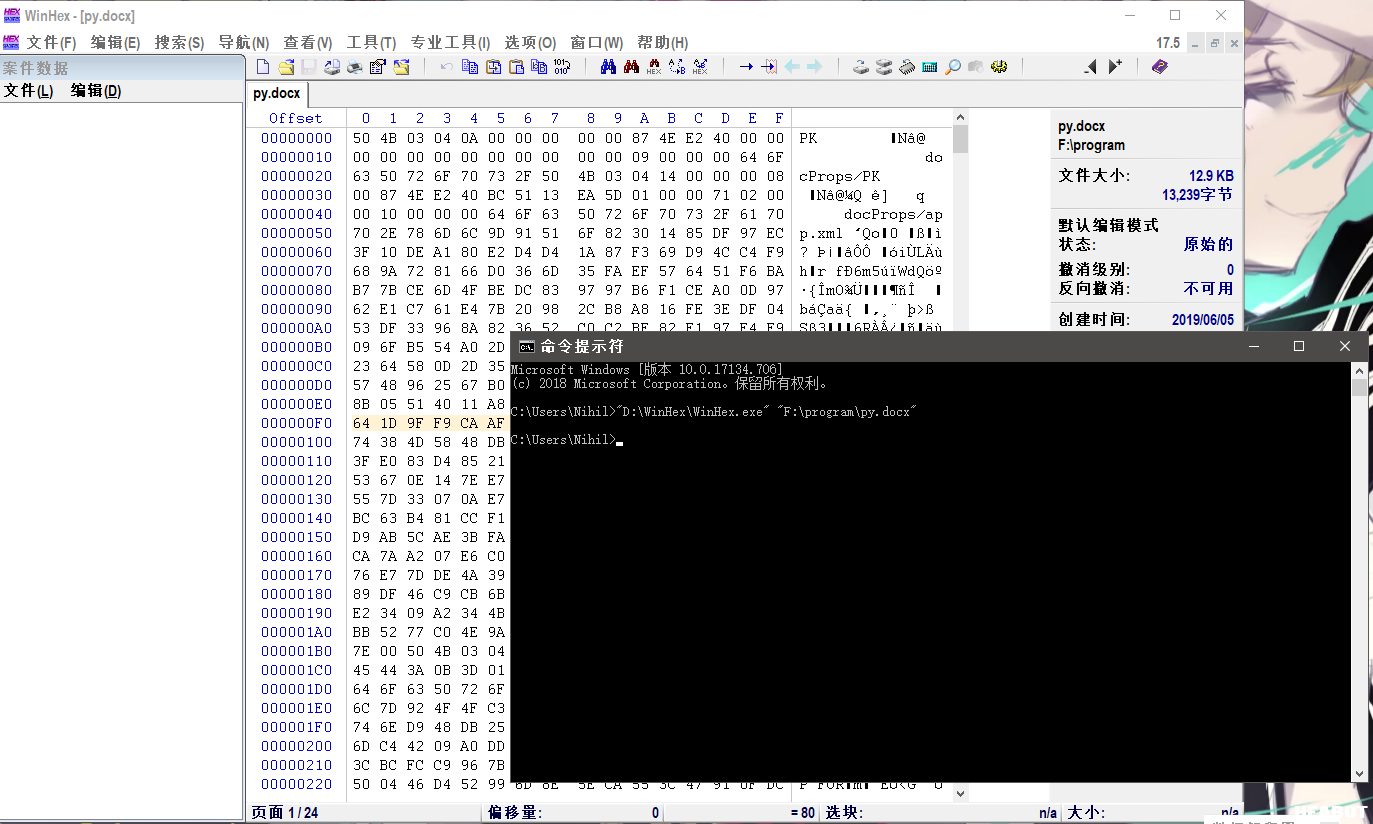 WinHex - [py.docx]
文件(F) 编辑(E) 搜索(S) 导航(N) 查看(V) 工具(T) 专业工具(I) 选项(O) 窗口(W) 帮助(H) 17.5
案件数据
文件(L) 编辑(D)
py.docx
Offset 0 1 2 3 4 5 6 7 8 9 A B C D E F
00000000 50 4B 03 04 0A 00 00 00 00 00 87 4E E2 40 00 00 PK
00000010 00 00 00 00 00 00 00 00 00 00 09 00 00 00 64 6F do
00000020 63 50 72 6F 70 73 2F 50 4B 03 04 14 00 00 00 08 cProps/PK
00000030 00 87 4E E2 40 BC 51 13 EA 5D 01 00 00 71 02 00
00000040 00 10 00 00 00 64 6F 63 50 72 6F 70 73 2F 61 70 docProps/ap
00000050 7D 2E 78 6D 6C 9D 91 51 6F 82 30 14 85 DF 97 EC
00000060 3F 10 DE A1 80 E2 D4 D4 1A 87 F3 69 D9 4C C4 F9
00000070 68 9A 72 81 66 D0 36 6D 35 FA EF 57 64 51 F6 BA
00000080 B7 7B CE 6D 4F BE DC 83 97 97 B6 F1 CE A0 0D 97
00000090 62 E1 C7 61 E4 7B 20 98 2C B8 A8 16 FE 3E DF 04
000000A0 53 DF 33 96 8A 82 36 52 C0 C2 BF 82 F1 97 E4 F9
000000B0 09 6F B5 54 A0 2D
000000C0 23 64 58 0D 2D 35
000000D0 57 48 96 25 67 B0
000000E0 8B 05 51 40 11 A8
000000F0 64 1D 9F F9 CA AF
00000100 74 38 4D 58 48 DB
00000110 3F E0 83 D4 85 21
00000120 53 67 0E 14 7E E7
00000130 55 7D 33 07 0A E7
00000140 BC 63 B4 81 CC F1
00000150 D9 AB 5C AE 3B FA
00000160 CA 7A A2 07 E6 C0
00000170 76 E7 7D DE 4A 39
00000180 89 DF 46 C9 CB 6B
00000190 E2 34 09 A2 34 4B
000001A0 BB 52 77 C0 4E 9A
000001B0 7E 00 50 4B 03 04
000001C0 45 44 3A 0B 3D 01
000001D0 64 6F 63 50 72 6F
000001E0 6C 7D 92 4F 4F C3
000001F0 74 6E D9 48 DB 25
00000200 6D C4 42 09 A0 DD
00000210 3C BC FC C9 96 7B
00000220 50 04 46 D4 52 99
py.docx
F:\program
文件大小: 12.9 KB
13,239字节
默认编辑模式
状态: 原始的
撤消级别: 0
反向撤消: 不可用
创建时间: 2019/06/05
命令提示符
Microsoft Windows [版本 10.0.17134.706]
(c) 2018 Microsoft Corporation。保留所有权利。
C:\Users\Nihil>"D:\WinHex\WinHex.exe" "F:\program\py.docx"
C:\Users\Nihil>
页面 1 / 24 偏移量: 0 = 80 选块: n/a 大小: n/a